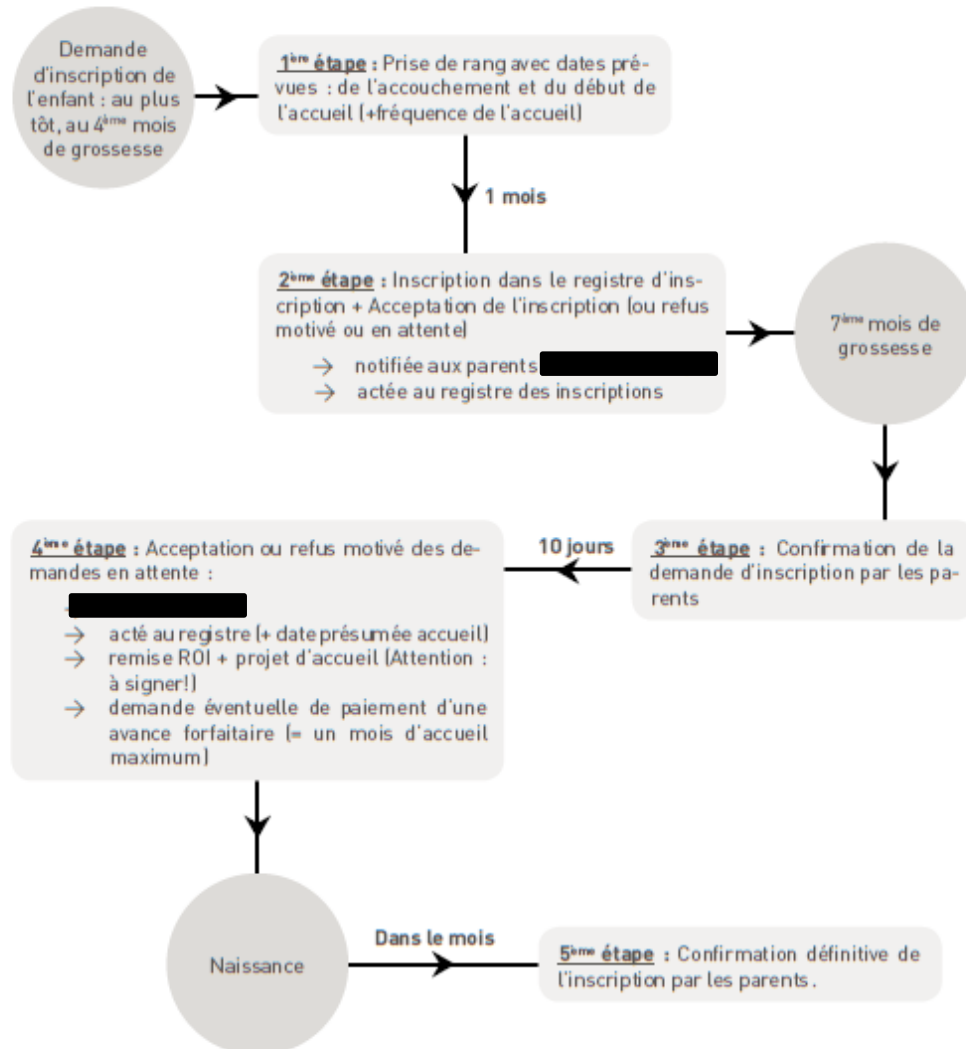 Demande
d'inscription de
l'enfant : au plus
tôt, au 4ème mois
de grossesse
1ère étape : Prise de rang avec dates pré-
vues : de l'accouchement et du début de
l'accueil (+fréquence de l'accueil)
1 mois
2ème étape : Inscription dans le registre d'ins-
cription + Acceptation de l'inscription (ou refus
motivé ou en attente)
→ notifiée aux parents
→ actée au registre des inscriptions
7ème mois de
grossesse
3ème étape : Confirmation de la
demande d'inscription par les pa-
rents
10 jours
4ème étape : Acceptation ou refus motivé des de-
mandes en attente :
→ acté au registre (+ date présumée accueil)
→ remise ROI + projet d'accueil (Attention :
à signer!)
→ demande éventuelle de paiement d'une
avance forfaitaire (= un mois d'accueil
maximum)
Naissance
Dans le mois
5ème étape : Confirmation définitive de
l'inscription par les parents.